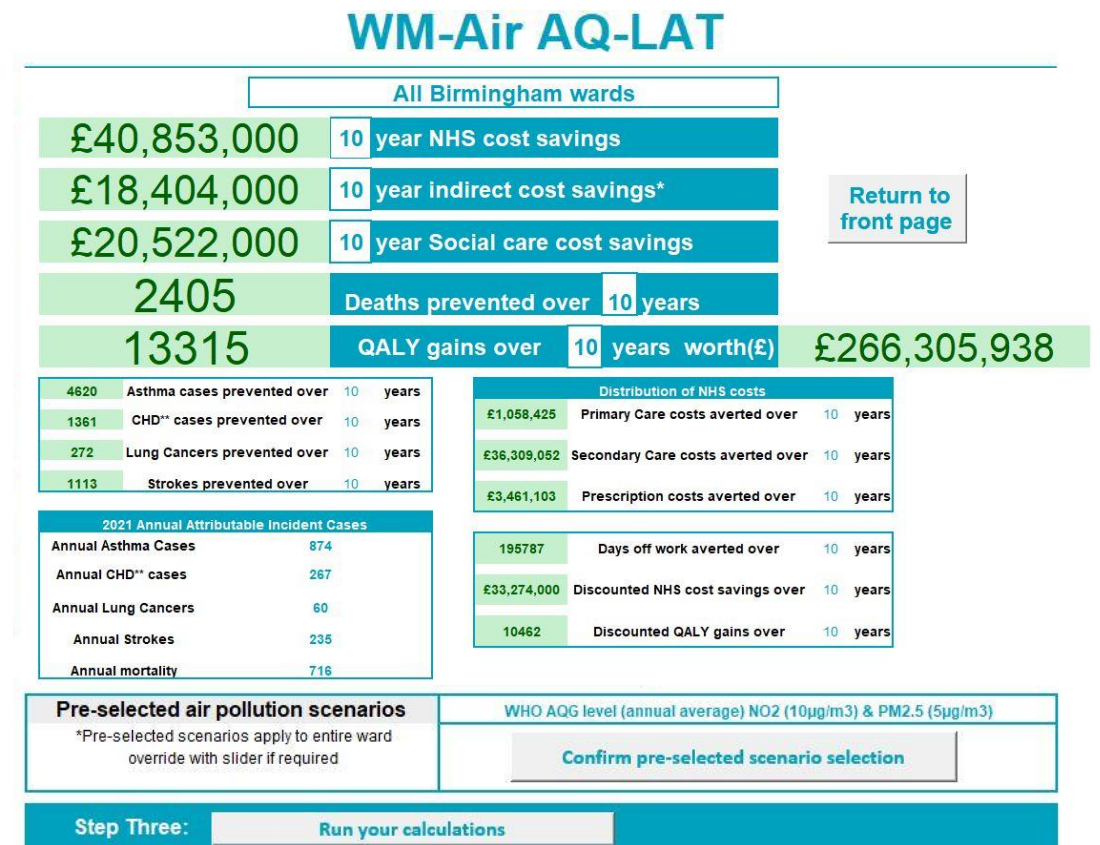 WM-Air AQ-LAT
All Birmingham wards
£40,853,000 10 year NHS cost savings
£18,404,000 10 year indirect cost savings*
Return to
front page
£20,522,000 10 year Social care cost savings
2405 Deaths prevented over 10 years
13315 QALY gains over 10 years worth(£) £266,305,938
4620 Asthma cases prevented over 10 years
1361 CHD** cases prevented over 10 years
272 Lung Cancers prevented over 10 years
1113 Strokes prevented over 10 years
Distribution of NHS costs
£1,058,425 Primary Care costs averted over 10 years
£36,309,052 Secondary Care costs averted over 10 years
£3,461,103 Prescription costs averted over 10 years
2021 Annual Attributable Incident Cases
Annual Asthma Cases 874
Annual CHD** cases 267
Annual Lung Cancers 60
Annual Strokes 235
Annual mortality 716
195787 Days off work averted over 10 years
£33,274,000 Discounted NHS cost savings over 10 years
10462 Discounted QALY gains over 10 years
Pre-selected air pollution scenarios
*Pre-selected scenarios apply to entire ward
override with slider if required
WHO AQG level (annual average) NO2 (10µg/m3) & PM2.5 (5µg/m3)
Confirm pre-selected scenario selection
Step Three: Run your calculations